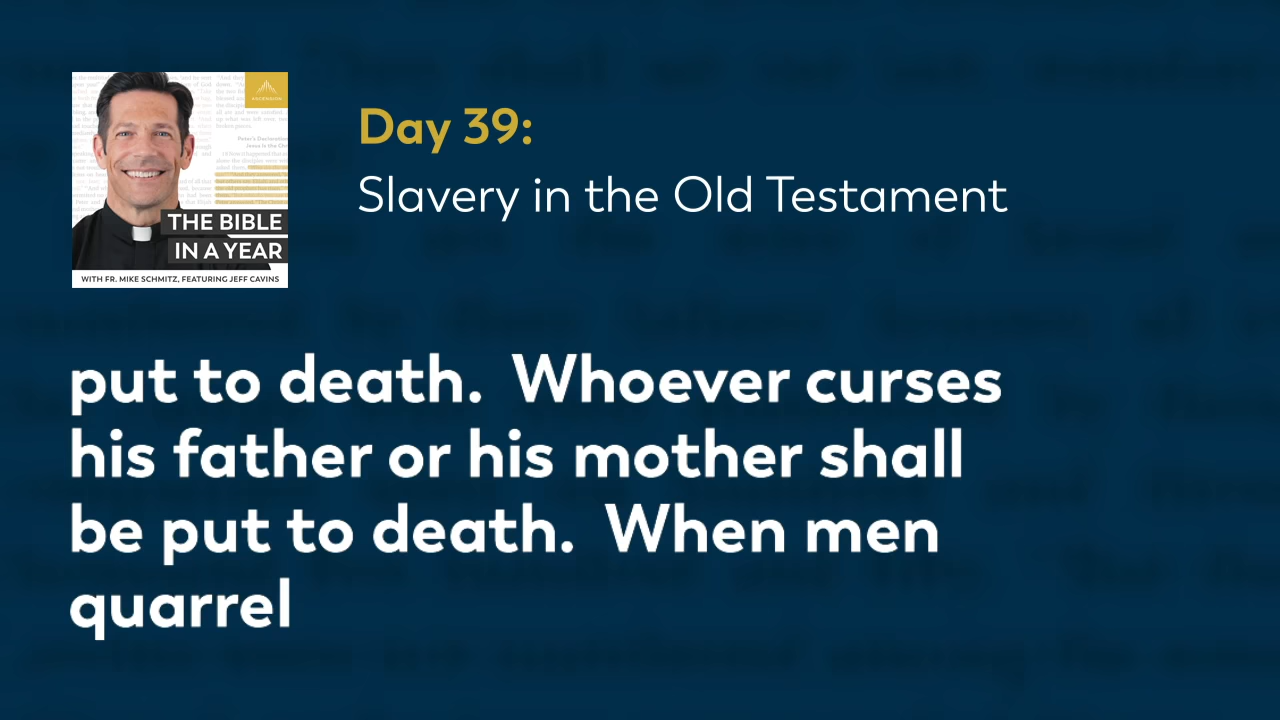 THE BIBLE
IN A YEAR
WITH FR. MIKE SCHMITZ, FEATURING JEFF CAVINS
Day 39:
Slavery in the Old Testament
put to death. Whoever curses
his father or his mother shall
be put to death. When men
quarrel